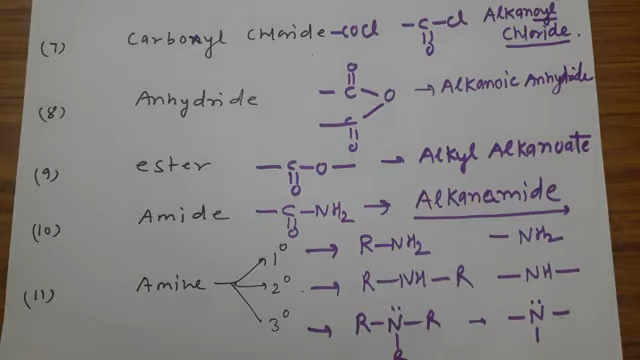 (7) Carbonyl Chloride -COCl -C-Cl Alkanoyl
O Chloride.
(8) Anhydride O
-C
O → Alkanoic Anhydride
-C
O
(9) ester -C-O- → Alkyl Alkanoate
O
(10) Amide -C-NH2 → Alkanamide
O
(11) Amine 1° → R-NH2 -NH2
2° → R-NH-R -NH-
3° → R-N̈-R → -N̈-
R